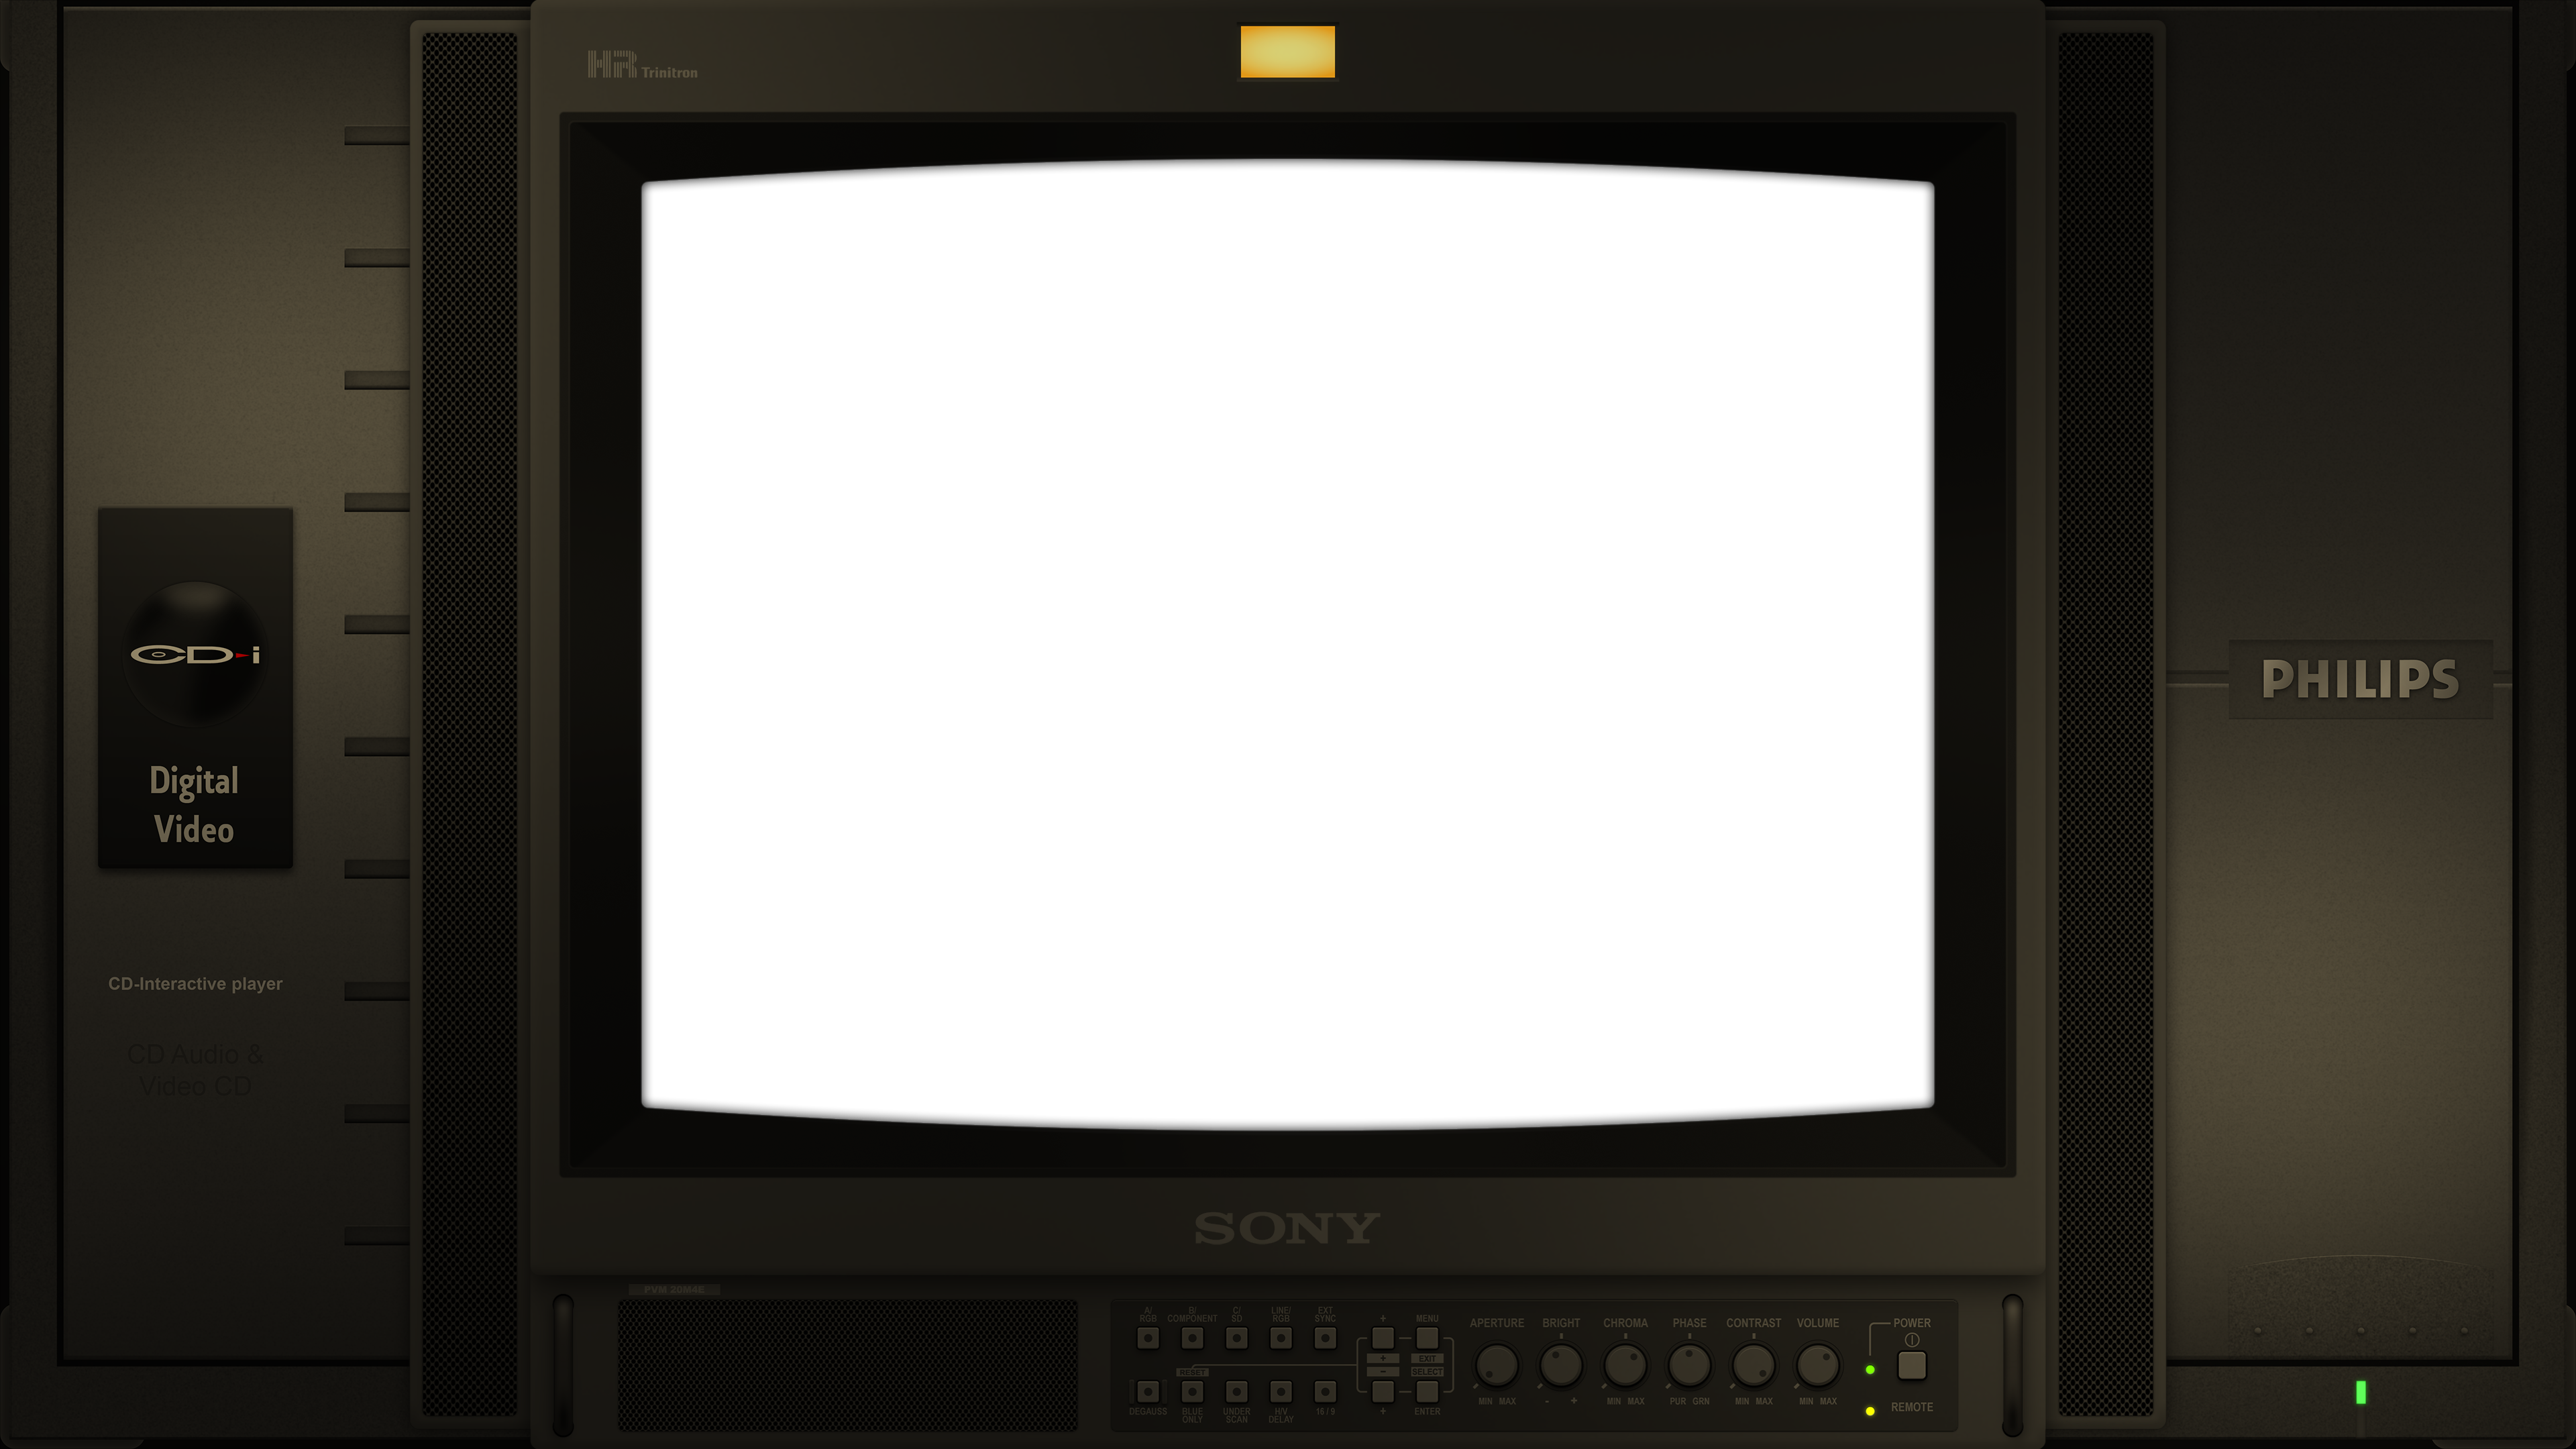 HR Trinitron
CD-i
Digital
Video
CD-Interactive player
CD Audio &
Video CD
PHILIPS
SONY
PVM 20M4E
A/
RGB
B/
COMPONENT
C/
SD
LINE/
RGB
EXT
SYNC
+
MENU
+
EXIT
RESET
−
SELECT
DEGAUSS
BLUE
ONLY
UNDER
SCAN
H/V
DELAY
16 / 9
+
ENTER
APERTURE
BRIGHT
CHROMA
PHASE
CONTRAST
VOLUME
MIN MAX
- +
MIN MAX
PUR GRN
MIN MAX
MIN MAX
POWER
REMOTE